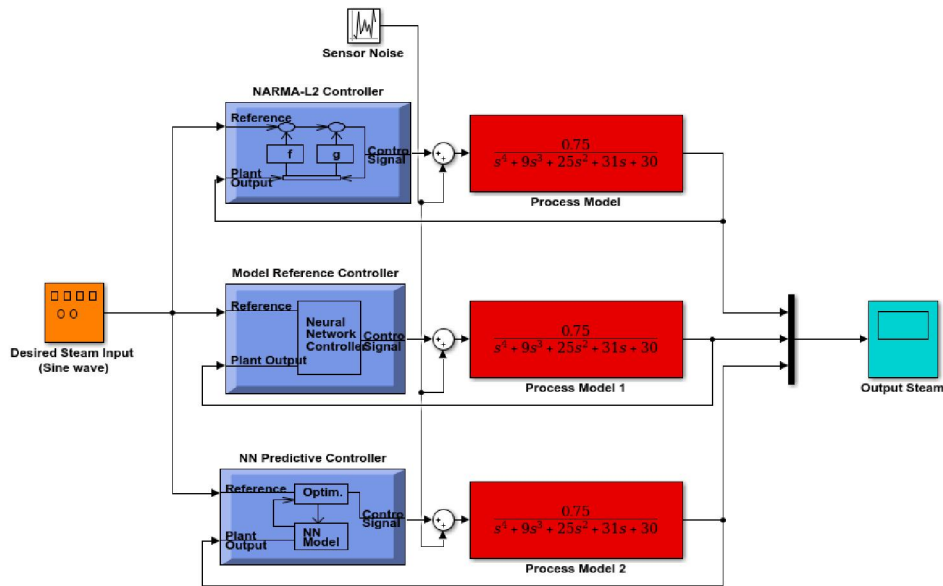 Sensor Noise
NARMA-L2 Controller
Reference
f
g
Contro
Signal
Plant
Output
++
0.75
s⁴ + 9s³ + 25s² + 31s + 30
Process Model
Model Reference Controller
Reference
Neural
Network
Controller
Contro
Signal
Plant Output
++
0.75
s⁴ + 9s³ + 25s² + 31s + 30
Process Model 1
Desired Steam Input
(Sine wave)
Output Steam
NN Predictive Controller
Reference
Optim.
Contro
Signal
NN
Model
Plant
Output
++
0.75
s⁴ + 9s³ + 25s² + 31s + 30
Process Model 2